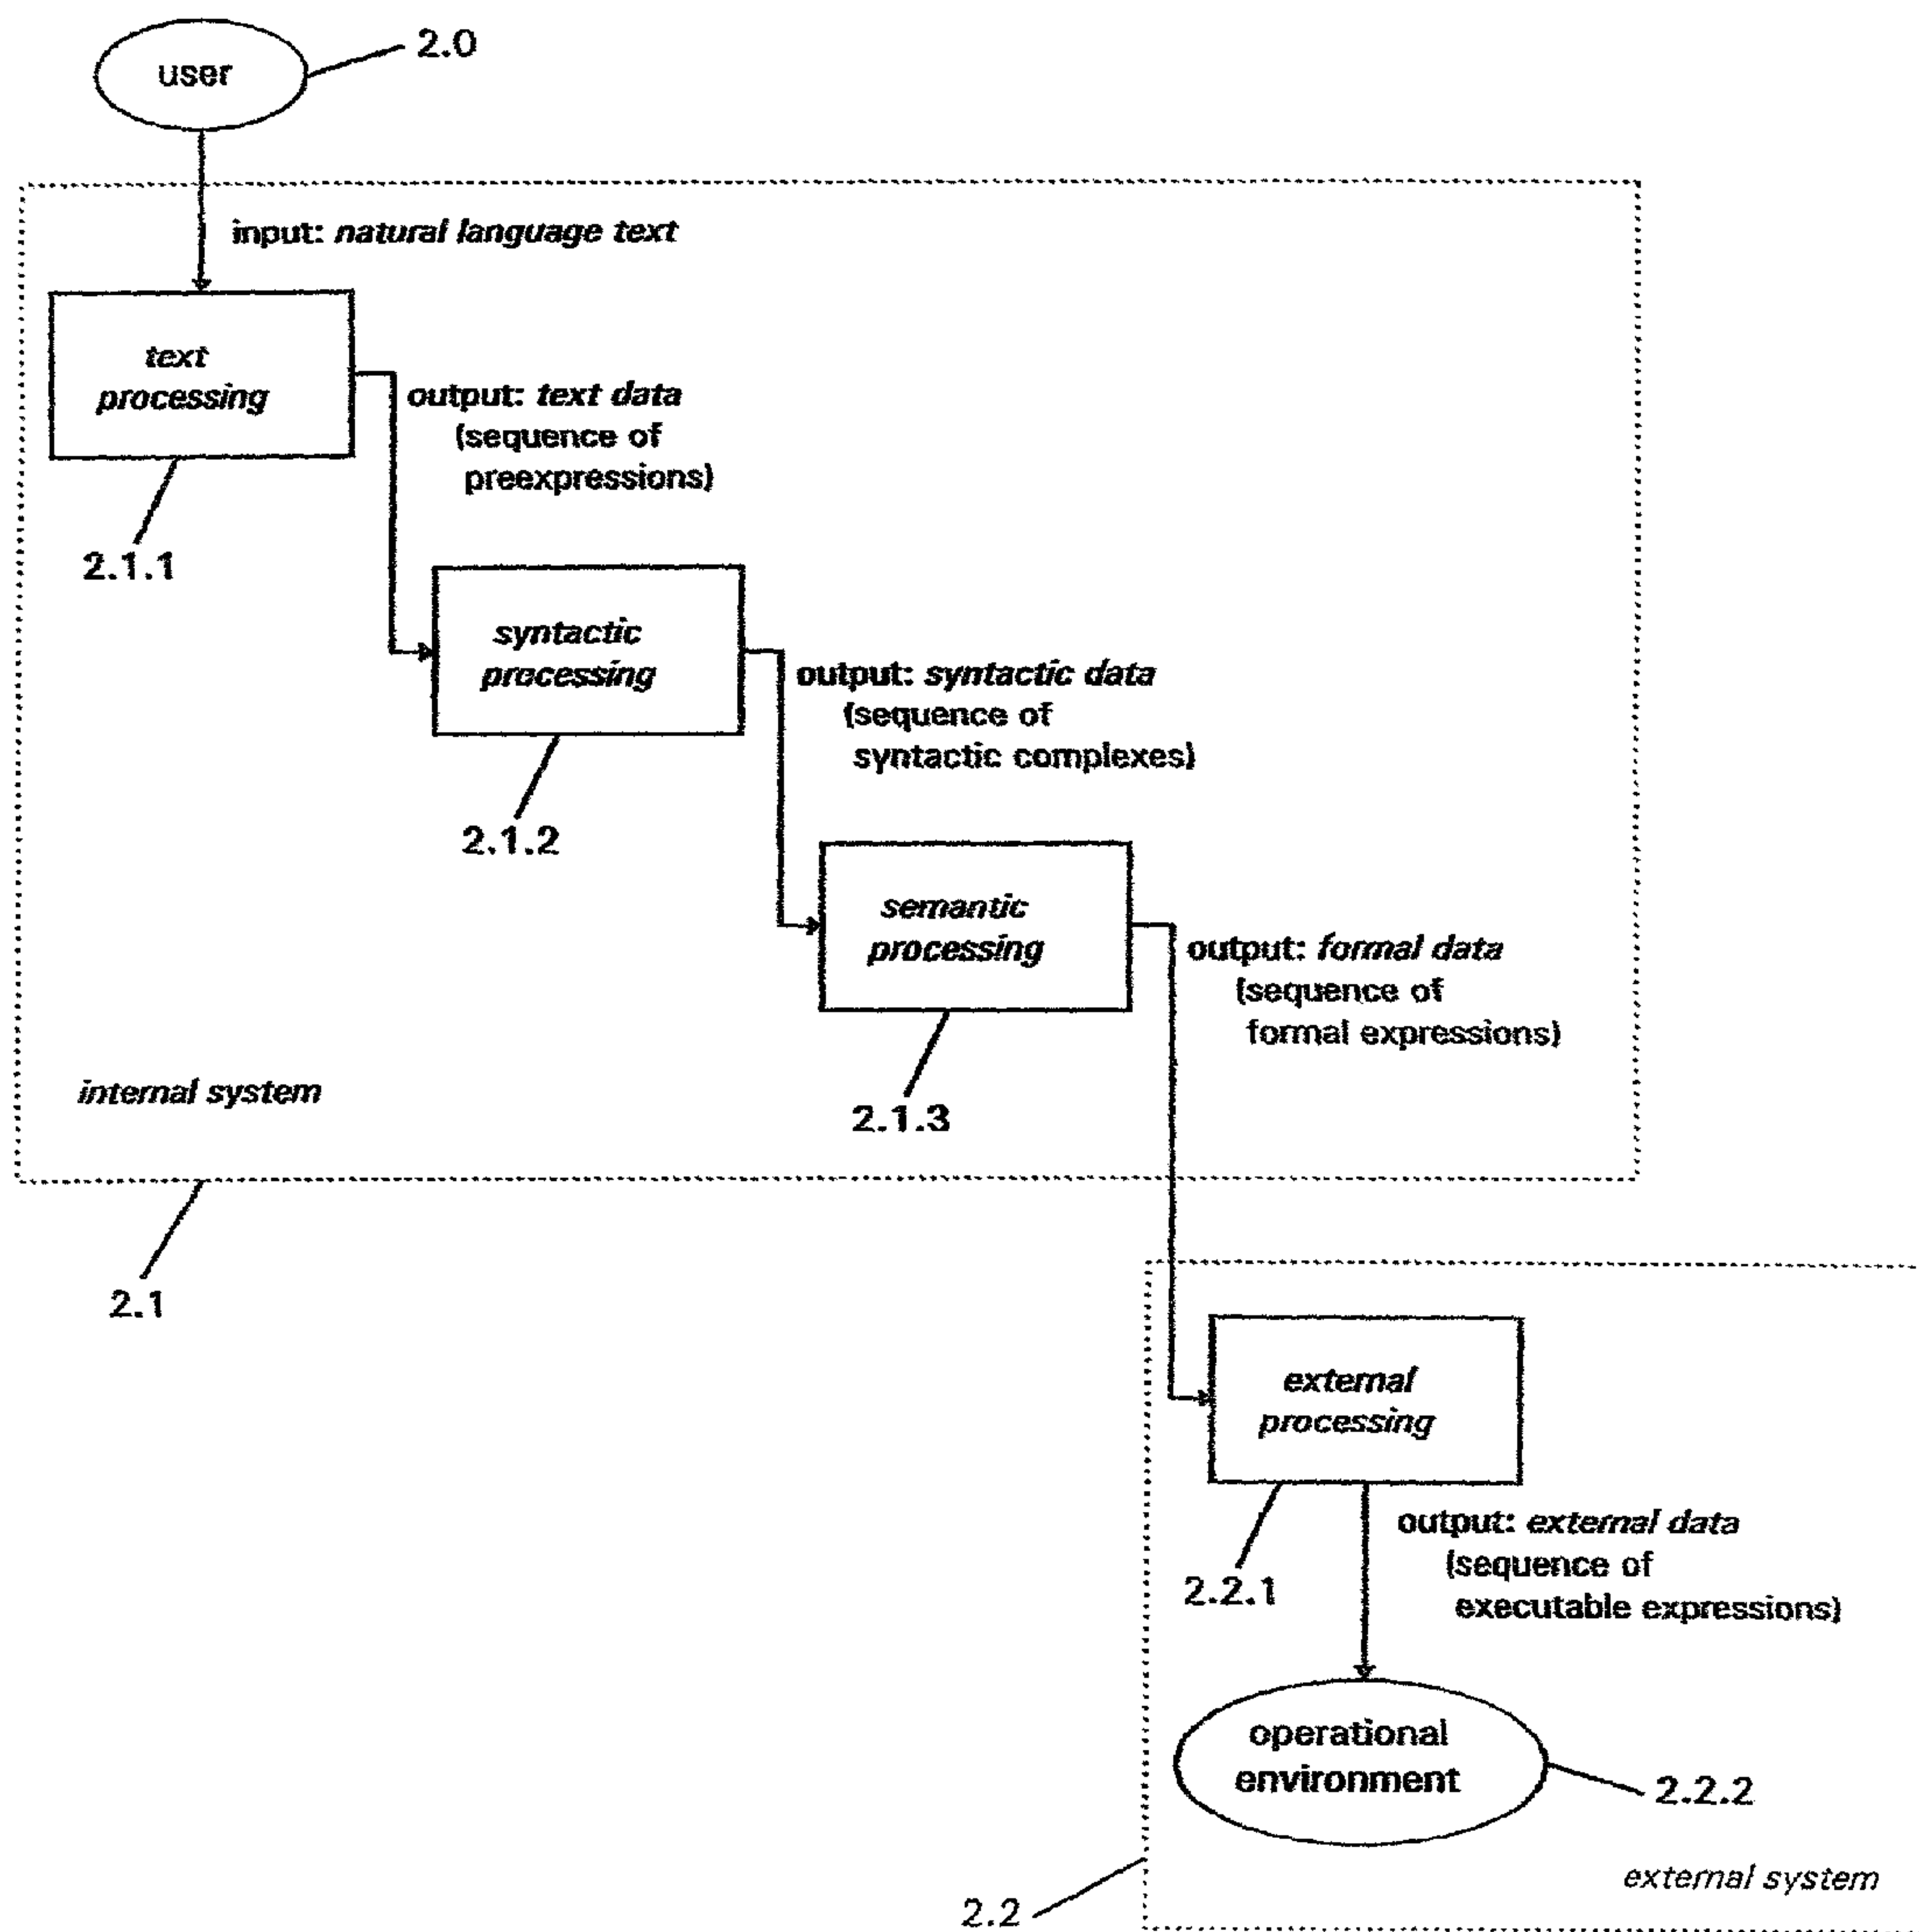 user
2.0
input: natural language text
text
processing
output: text data
(sequence of
preexpressions)
2.1.1
syntactic
processing
output: syntactic data
(sequence of
syntactic complexes)
2.1.2
semantic
processing
output: formal data
(sequence of
formal expressions)
internal system
2.1.3
2.1
external
processing
output: external data
(sequence of
executable expressions)
2.2.1
operational
environment
2.2.2
external system
2.2